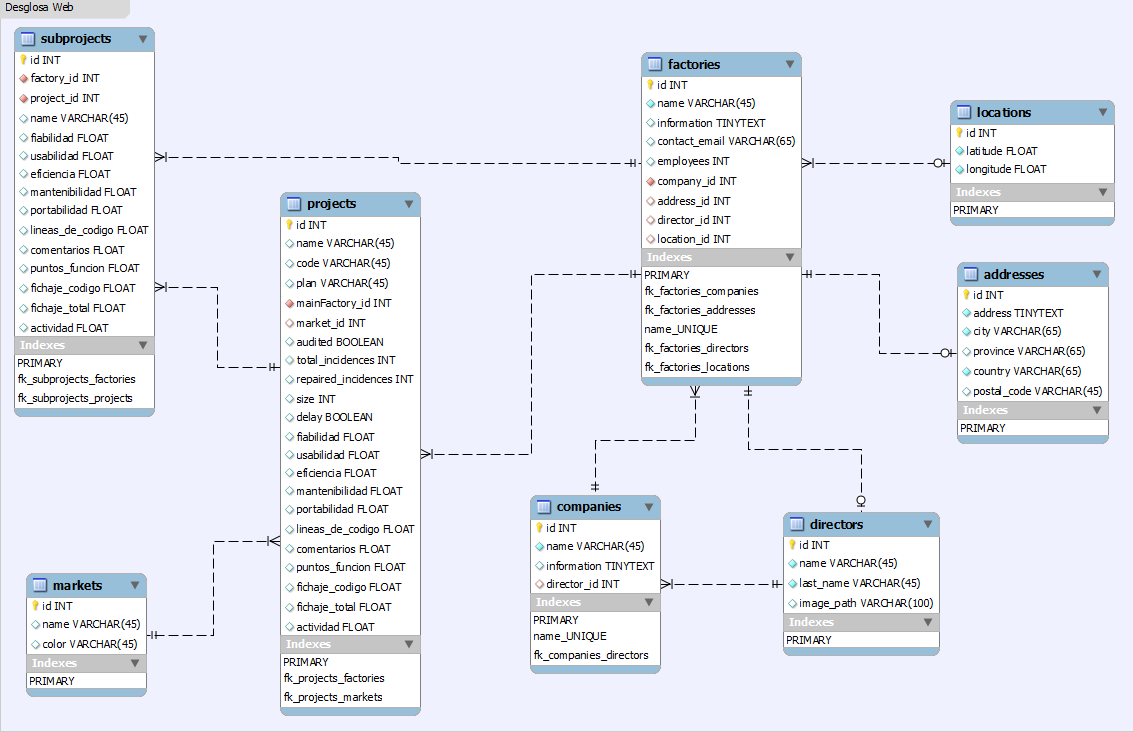 Desglosa Web
subprojects
id INT
factory_id INT
project_id INT
name VARCHAR(45)
fiabilidad FLOAT
usabilidad FLOAT
eficiencia FLOAT
mantenibilidad FLOAT
portabilidad FLOAT
lineas_de_codigo FLOAT
comentarios FLOAT
puntos_funcion FLOAT
fichaje_codigo FLOAT
fichaje_total FLOAT
actividad FLOAT
Indexes
PRIMARY
fk_subprojects_factories
fk_subprojects_projects
projects
id INT
name VARCHAR(45)
code VARCHAR(45)
plan VARCHAR(45)
mainFactory_id INT
market_id INT
audited BOOLEAN
total_incidences INT
repaired_incidences INT
size INT
delay BOOLEAN
fiabilidad FLOAT
usabilidad FLOAT
eficiencia FLOAT
mantenibilidad FLOAT
portabilidad FLOAT
lineas_de_codigo FLOAT
comentarios FLOAT
puntos_funcion FLOAT
fichaje_codigo FLOAT
fichaje_total FLOAT
actividad FLOAT
Indexes
PRIMARY
fk_projects_factories
fk_projects_markets
markets
id INT
name VARCHAR(45)
color VARCHAR(45)
Indexes
PRIMARY
factories
id INT
name VARCHAR(45)
information TINYTEXT
contact_email VARCHAR(65)
employees INT
company_id INT
address_id INT
director_id INT
location_id INT
Indexes
PRIMARY
fk_factories_companies
fk_factories_addresses
name_UNIQUE
fk_factories_directors
fk_factories_locations
locations
id INT
latitude FLOAT
longitude FLOAT
Indexes
PRIMARY
addresses
id INT
address TINYTEXT
city VARCHAR(65)
province VARCHAR(65)
country VARCHAR(65)
postal_code VARCHAR(45)
Indexes
PRIMARY
companies
id INT
name VARCHAR(45)
information TINYTEXT
director_id INT
Indexes
PRIMARY
name_UNIQUE
fk_companies_directors
directors
id INT
name VARCHAR(45)
last_name VARCHAR(45)
image_path VARCHAR(100)
Indexes
PRIMARY